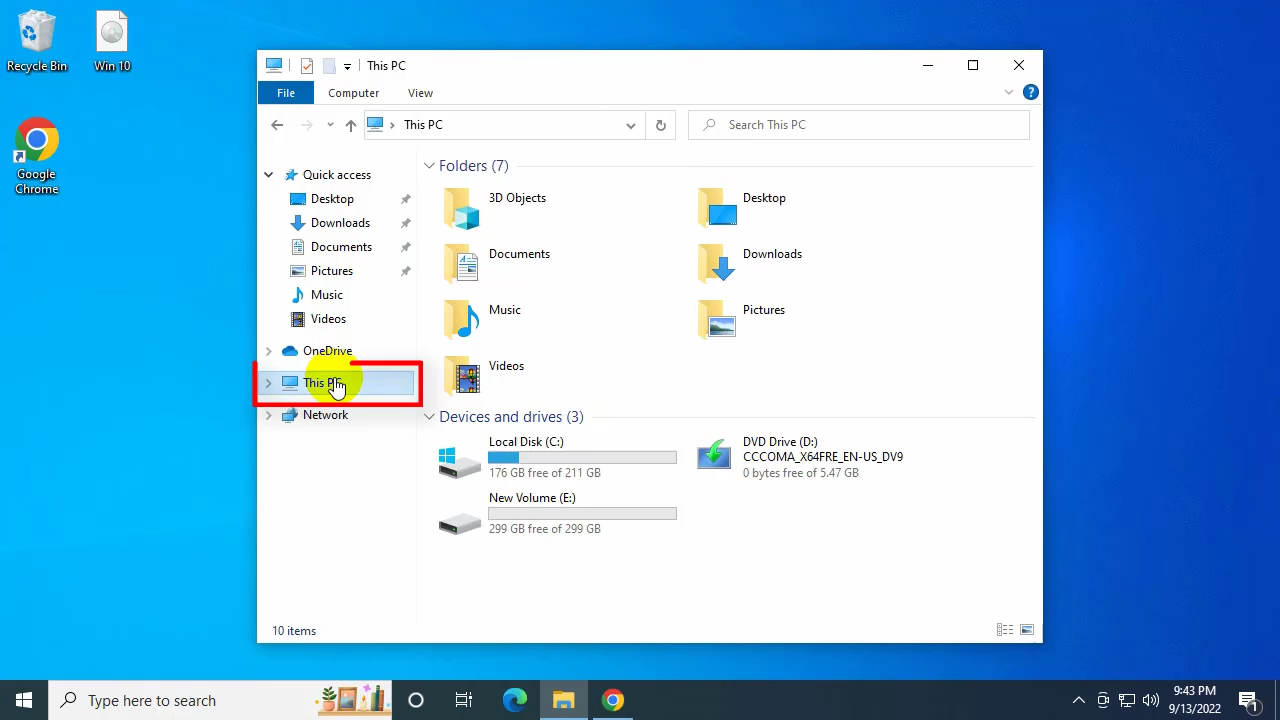 Recycle Bin
Win 10
Google
Chrome
This PC
File
Computer
View
This PC
Search This PC
Quick access
Desktop
Downloads
Documents
Pictures
Music
Videos
OneDrive
This PC
Network
Folders (7)
3D Objects
Desktop
Documents
Downloads
Music
Pictures
Videos
Devices and drives (3)
Local Disk (C:)
176 GB free of 211 GB
DVD Drive (D:)
CCCOMA_X64FRE_EN-US_DV9
0 bytes free of 5.47 GB
New Volume (E:)
299 GB free of 299 GB
10 items
Type here to search
9:43 PM
9/13/2022
1